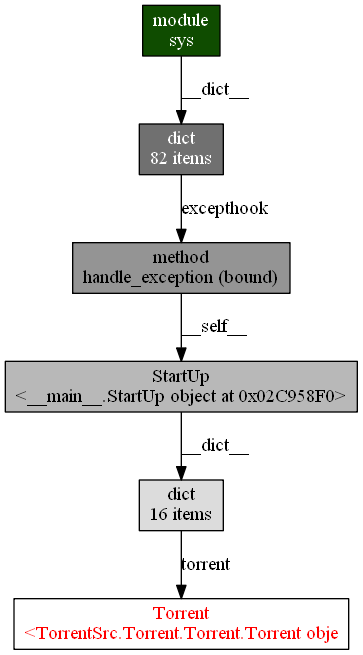 module
sys
__dict__
dict
82 items
excepthook
method
handle_exception (bound)
__self__
StartUp
<__main__.StartUp object at 0x02C958F0>
__dict__
dict
16 items
torrent
Torrent
<TorrentSrc.Torrent.Torrent.Torrent obje